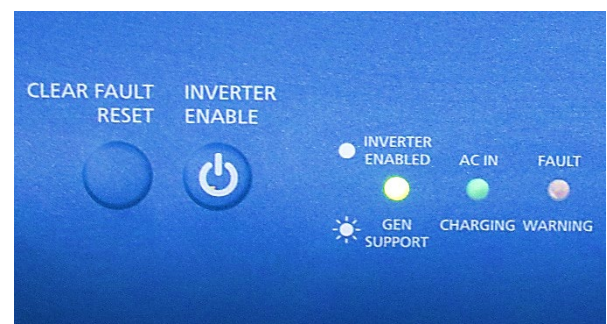 CLEAR FAULT
RESET
INVERTER
ENABLE
INVERTER
ENABLED
AC IN
FAULT
GEN
SUPPORT
CHARGING
WARNING